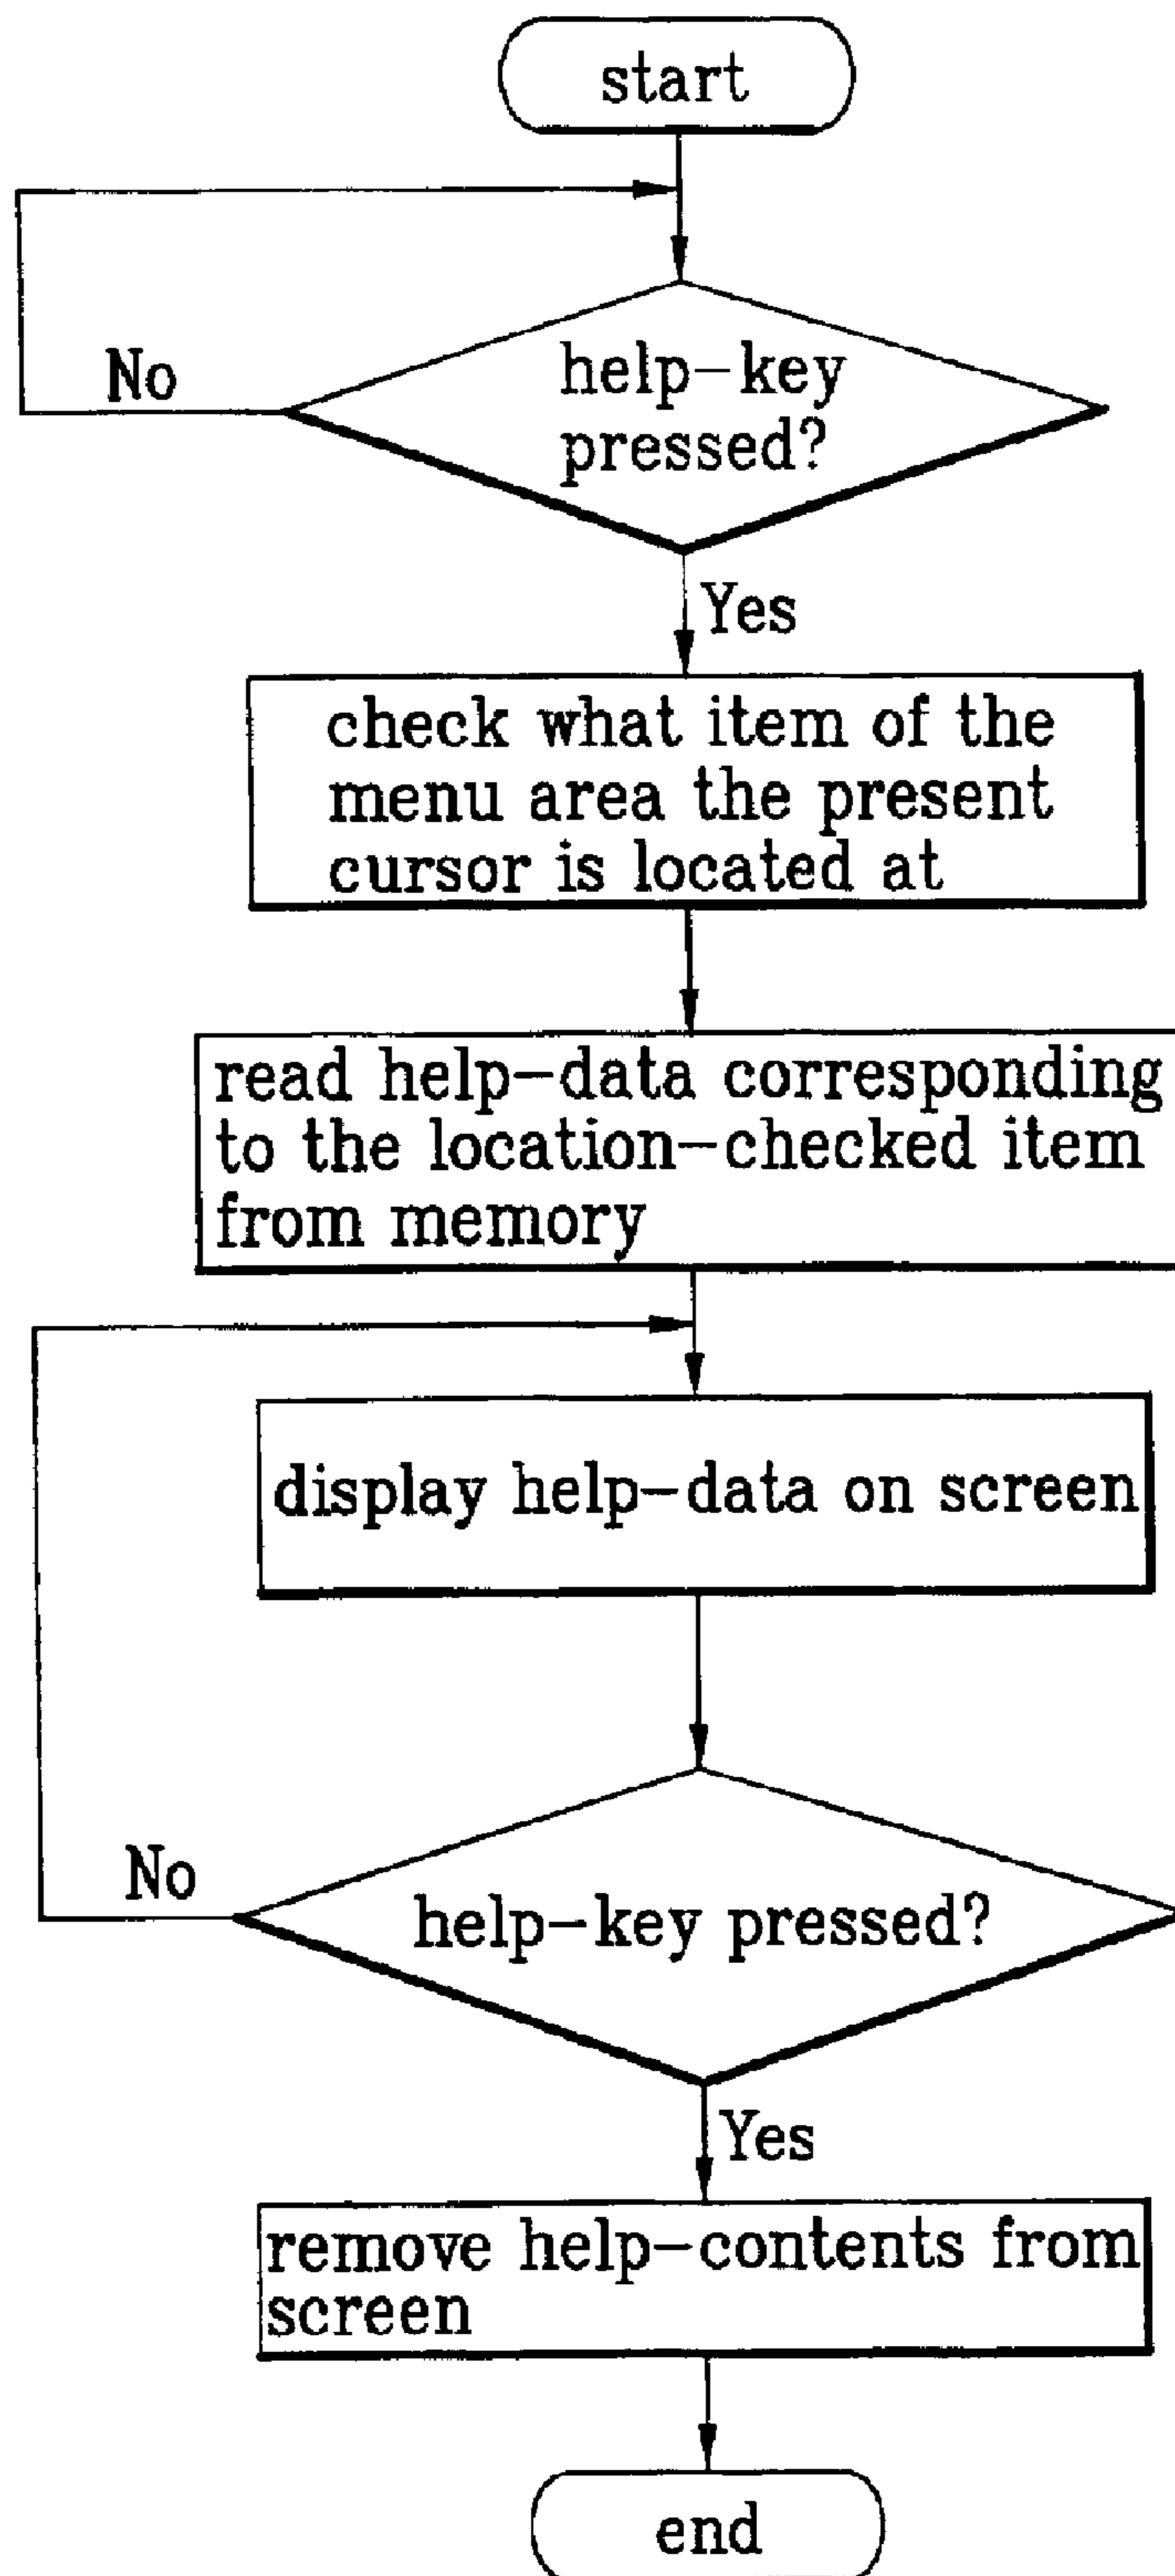 start
No
help-key
pressed?
Yes
check what item of the
menu area the present
cursor is located at
read help-data corresponding
to the location-checked item
from memory
display help-data on screen
No
help-key pressed?
Yes
remove help-contents from
screen
end